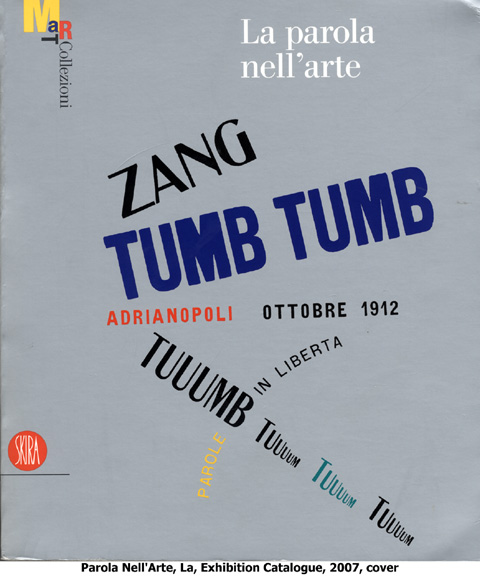 MaRT
Collezioni
La parola
nell'arte
ZANG
TUMB TUMB
ADRIANOPOLI OTTOBRE 1912
TUUUMB
TUUUUM
TUUUUM
TUUUUM
PAROLE IN LIBERTA
SKIRA
Parola Nell'Arte, La, Exhibition Catalogue, 2007, cover